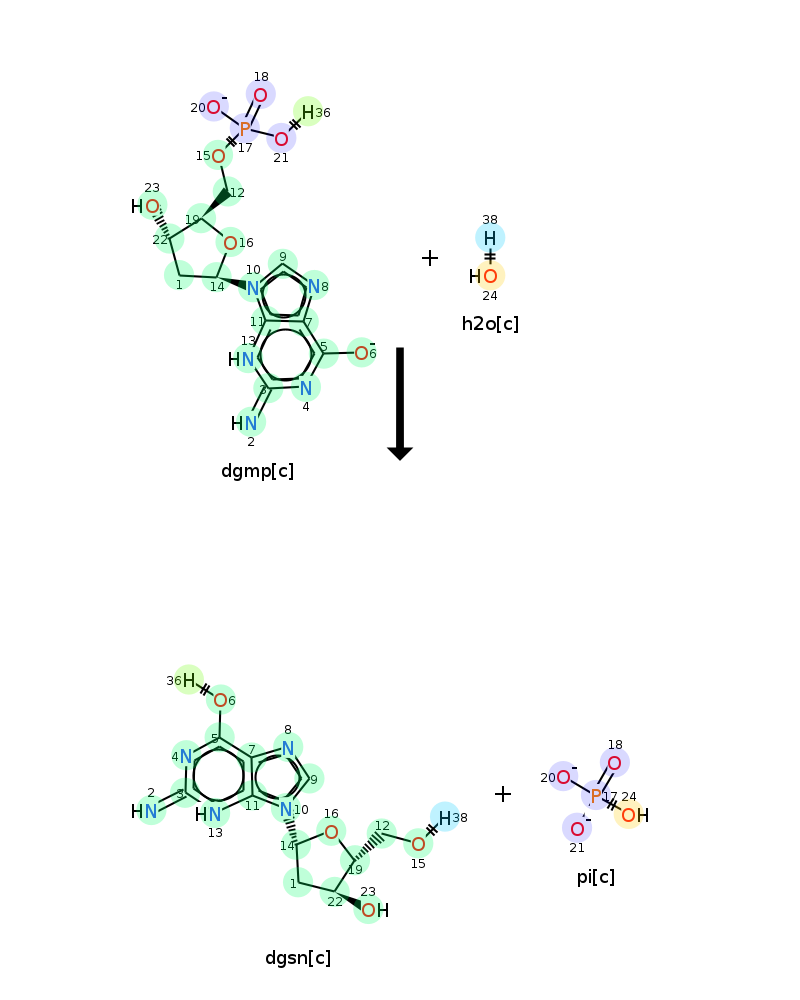 18
20 O-
O
H 36
P
17
O
21
15 O
12
23
HO
19
22
O 16
1
14
10
N
9
N 8
11
7
13
HN
5
O- 6
3
N
4
HN
2
dgmp[c]
+
38
H
HO
24
h2o[c]
36 H
O 6
5
8
4 N
7
N
2
HN
3
9
11
N 10
HN
13
16
O
12
H 38
O
15
14
19
1
23
22
OH
dgsn[c]
+
18
O
20 O-
P 17 24
OH
O-
21
pi[c]